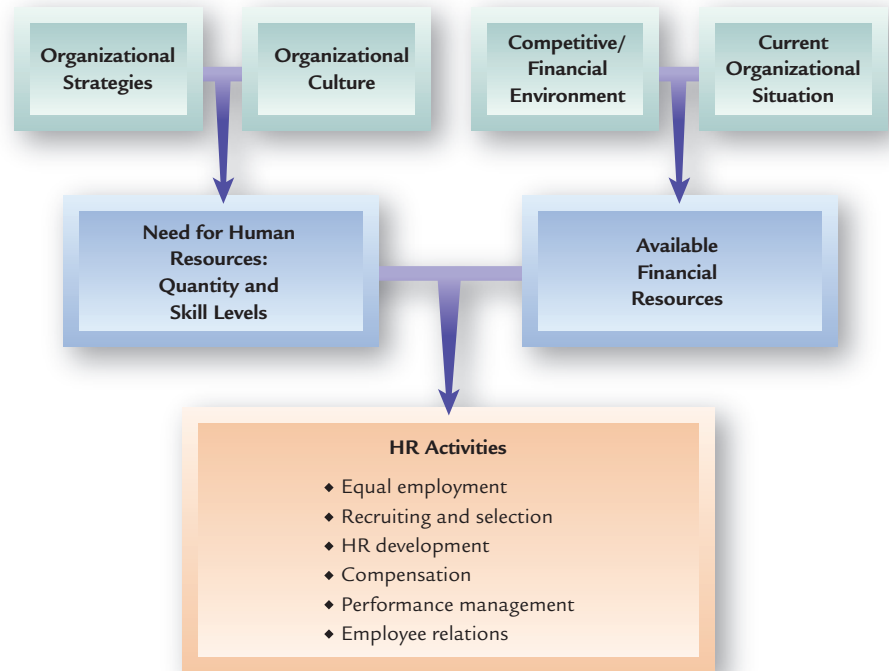 Organizational
Strategies
Organizational
Culture
Competitive/
Financial
Environment
Current
Organizational
Situation
Need for Human
Resources:
Quantity and
Skill Levels
Available
Financial
Resources
HR Activities
◆ Equal employment
◆ Recruiting and selection
◆ HR development
◆ Compensation
◆ Performance management
◆ Employee relations